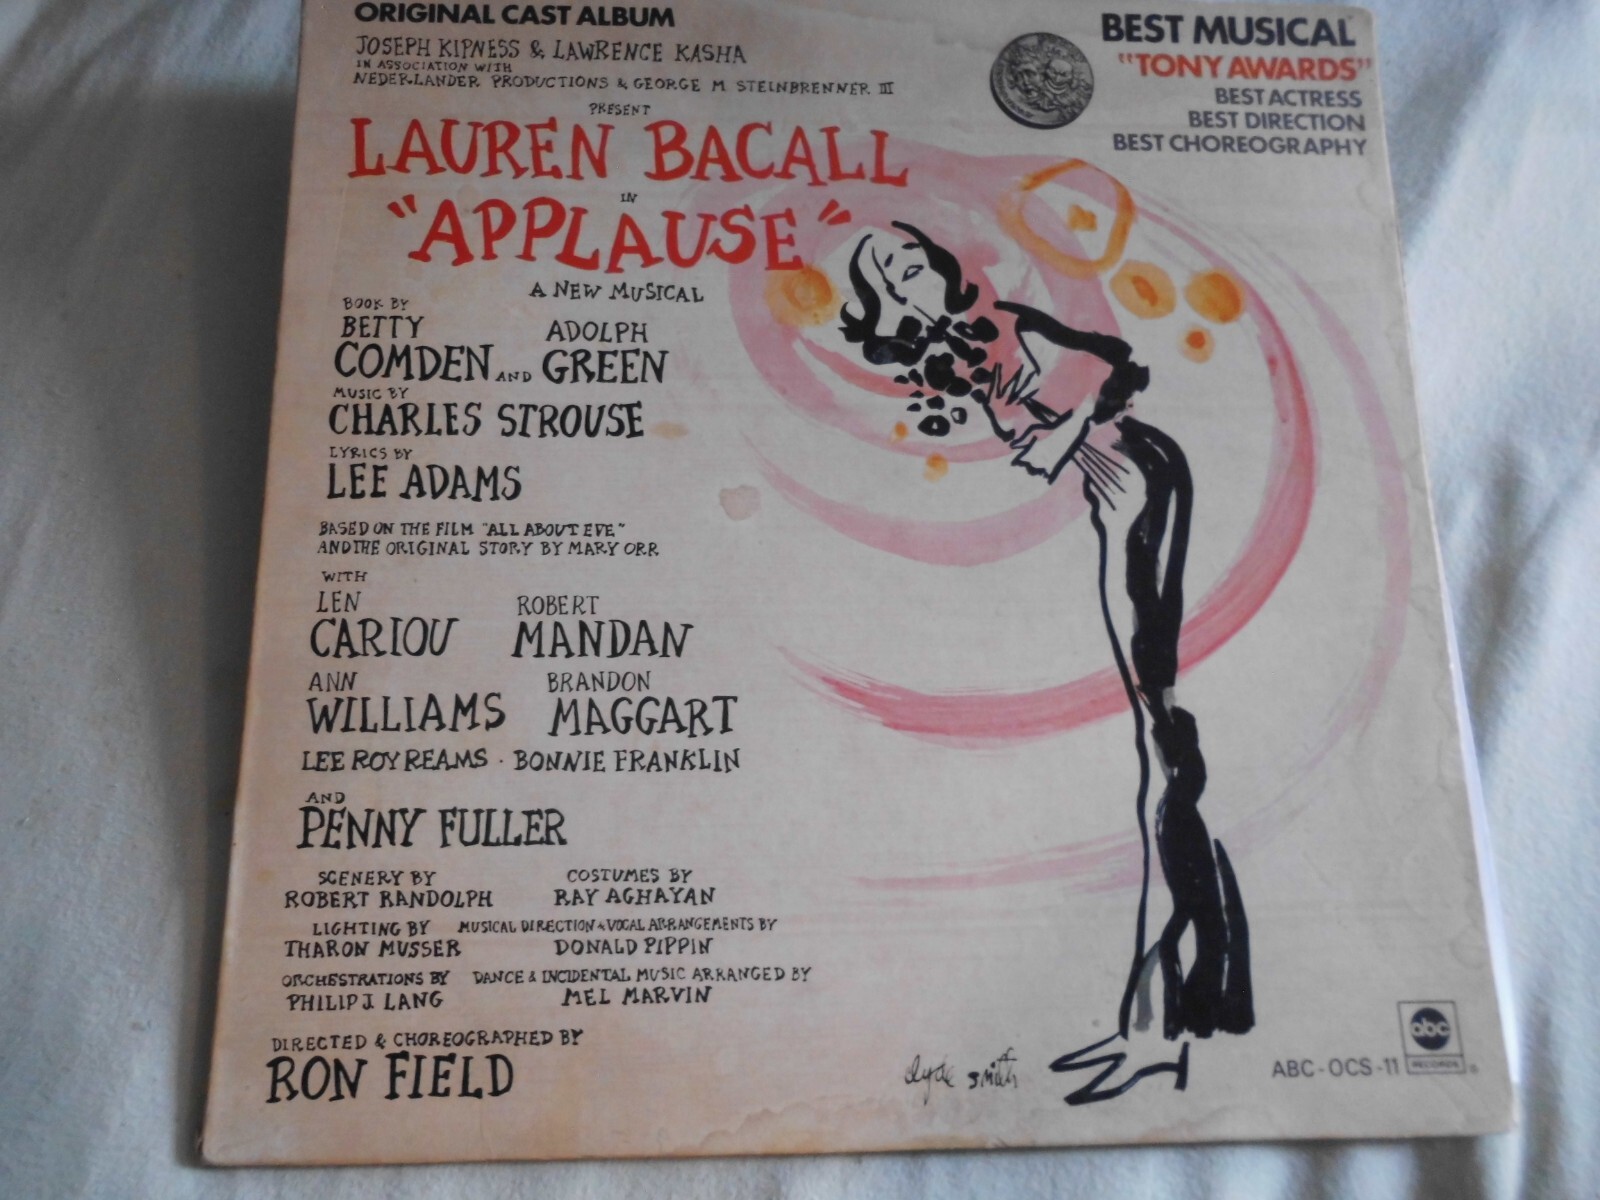 ORIGINAL CAST ALBUM
JOSEPH KIPNESS & LAWRENCE KASHA
IN ASSOCIATION WITH
NEDERLANDER PRODUCTIONS & GEORGE M STEINBRENNER III
PRESENT
LAUREN BACALL
IN
"APPLAUSE"
A NEW MUSICAL
BEST MUSICAL
"TONY AWARDS"
BEST ACTRESS
BEST DIRECTION
BEST CHOREOGRAPHY
BOOK BY
BETTY ADOLPH
COMDEN AND GREEN
MUSIC BY
CHARLES STROUSE
LYRICS BY
LEE ADAMS
BASED ON THE FILM "ALL ABOUT EVE"
AND THE ORIGINAL STORY BY MARY ORR
WITH
LEN ROBERT
CARIOU MANDAN
ANN BRANDON
WILLIAMS MAGGART
LEE ROY REAMS · BONNIE FRANKLIN
AND
PENNY FULLER
SCENERY BY COSTUMES BY
ROBERT RANDOLPH RAY AGHAYAN
LIGHTING BY MUSICAL DIRECTION & VOCAL ARRANGEMENTS BY
THARON MUSSER DONALD PIPPIN
ORCHESTRATIONS BY DANCE & INCIDENTAL MUSIC ARRANGED BY
PHILIP J. LANG MEL MARVIN
DIRECTED & CHOREOGRAPHED BY
RON FIELD
clyde smith
ABC-OCS-11
abc
RECORDS
®